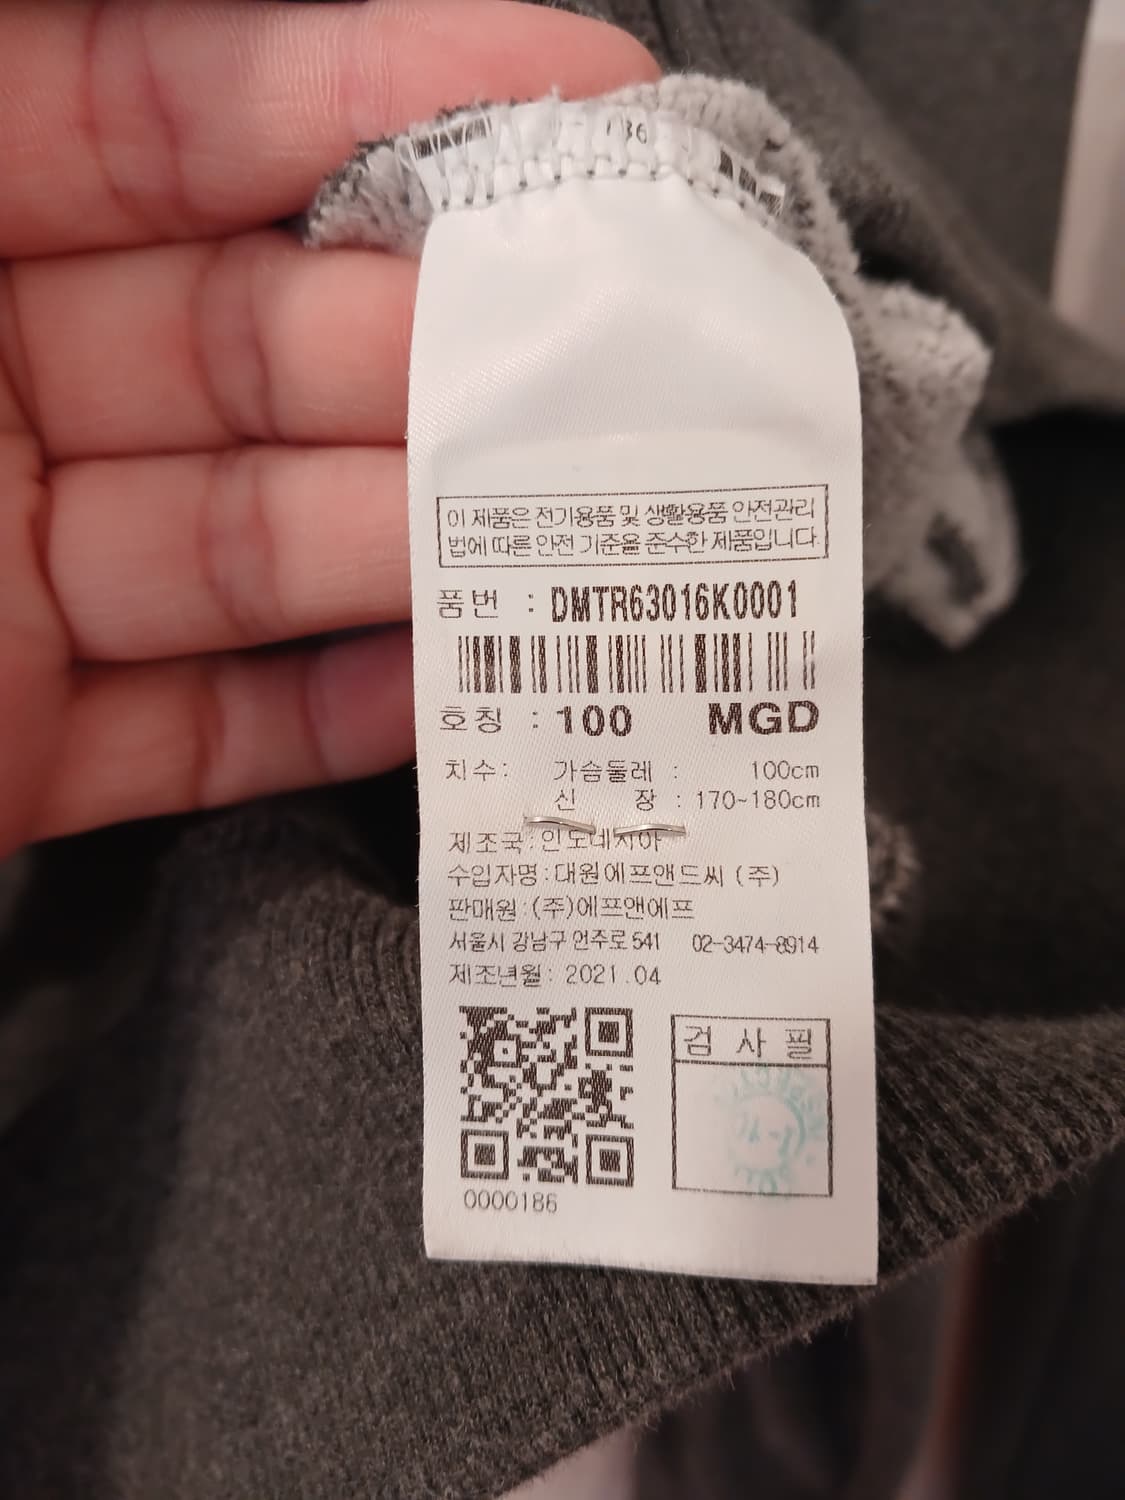 이 제품은 전기용품 및 생활용품 안전관리
법에 따른 안전 기준을 준수한 제품입니다.
품번 : DMTR63016K0001
호칭 : 100 MGD
치수: 가슴둘레 : 100cm
신 장 : 170~180cm
제조국:인도네시아
수입자명:대원에프앤드씨 (주)
판매원:(주)에프앤에프
서울시 강남구 언주로 541 02-3474-8914
제조년월: 2021.04
검 사 필
0000186